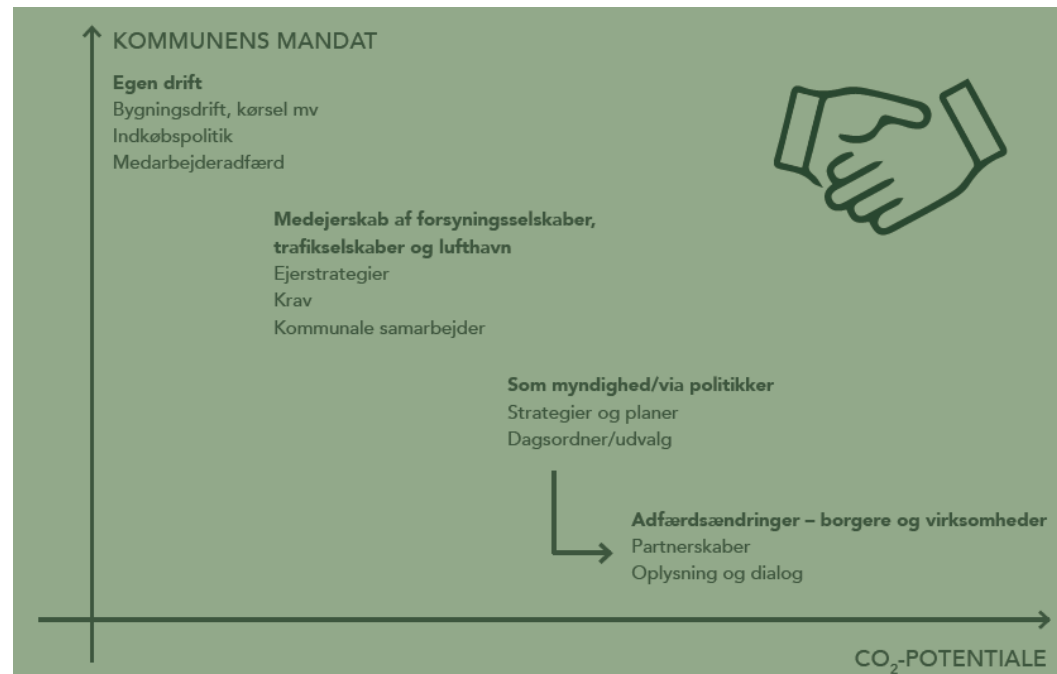 KOMMUNENS MANDAT
Egen drift
Bygningsdrift, kørsel mv
Indkøbspolitik
Medarbejderadfærd
Medejerskab af forsyningsselskaber,
trafikselskaber og lufthavn
Ejerstrategier
Krav
Kommunale samarbejder
Som myndighed/via politikker
Strategier og planer
Dagsordner/udvalg
Adfærdsændringer – borgere og virksomheder
Partnerskaber
Oplysning og dialog
CO₂-POTENTIALE